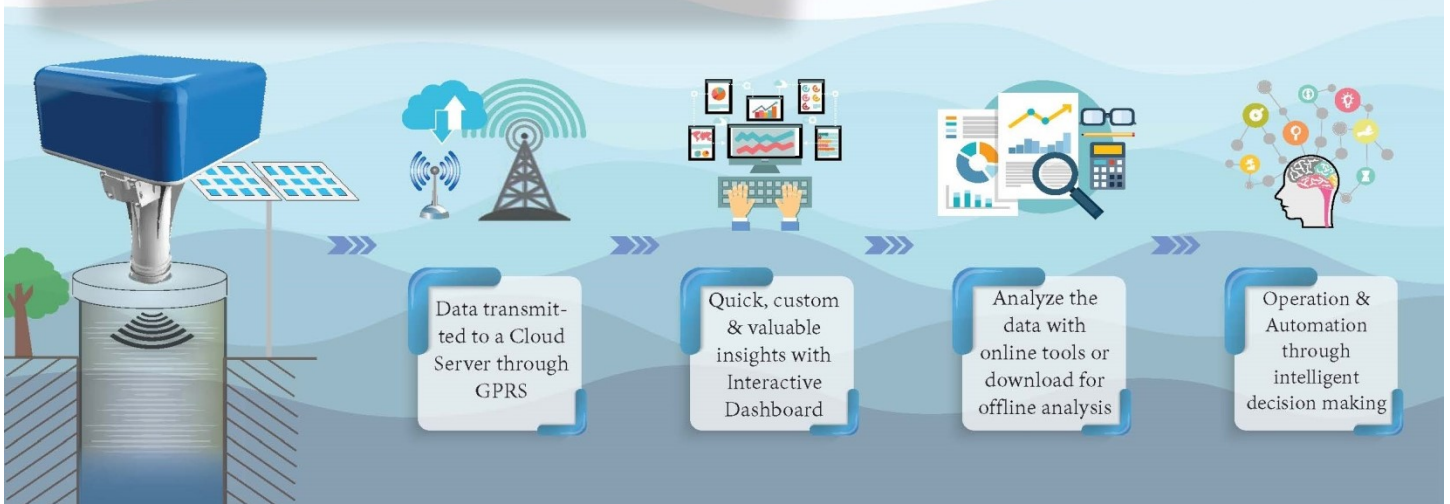 Data transmit-
ted to a Cloud
Server through
GPRS
Quick, custom
& valuable
insights with
Interactive
Dashboard
Analyze the
data with
online tools or
download for
offline analysis
Operation &
Automation
through
intelligent
decision making